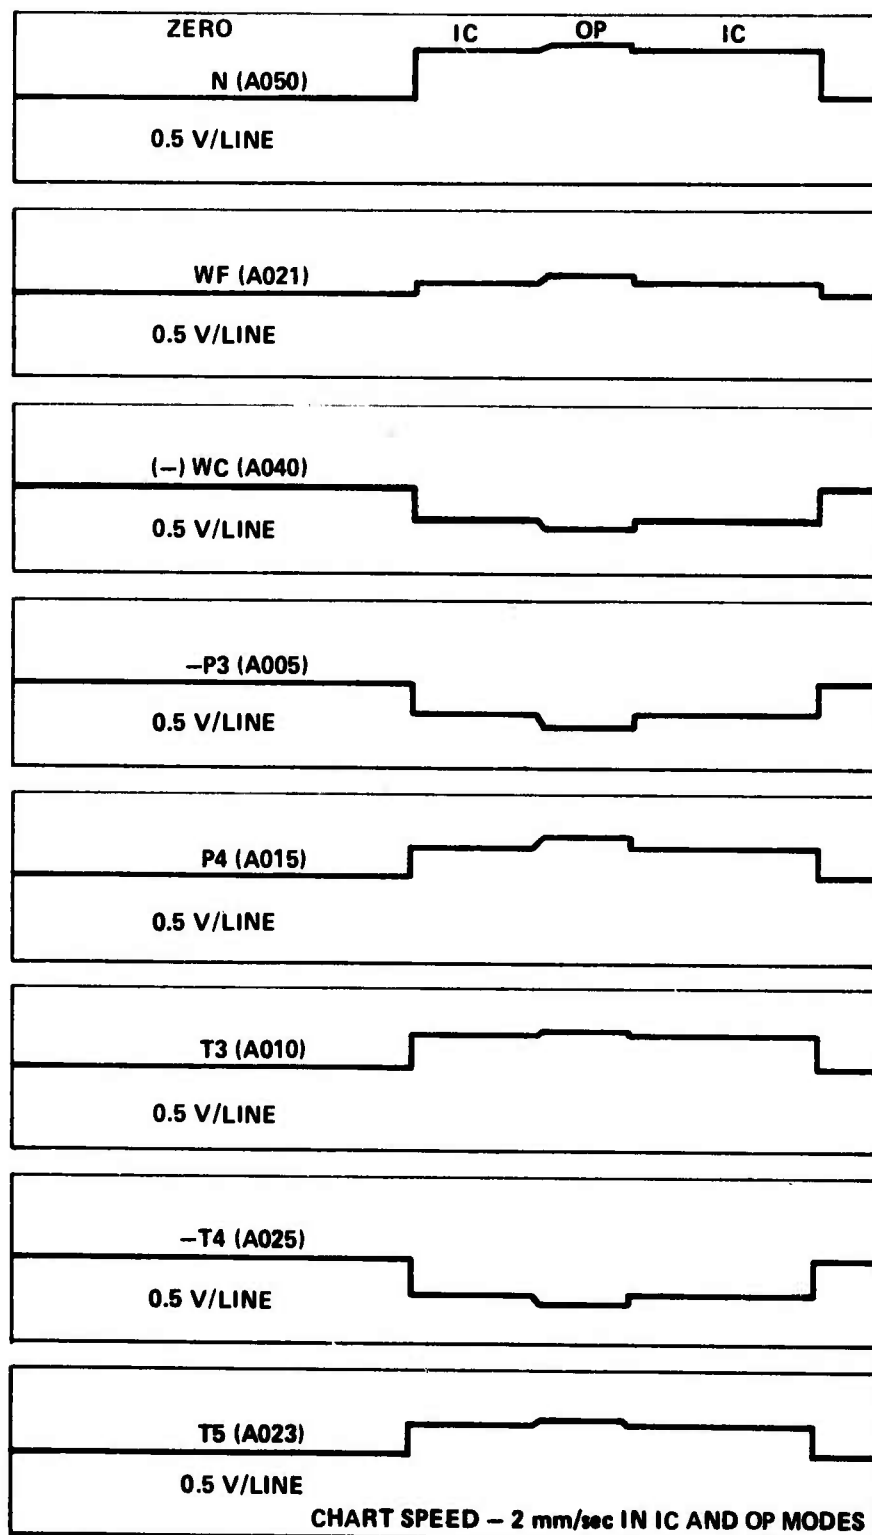 ZERO IC OP IC
N (A050)
0.5 V/LINE
WF (A021)
0.5 V/LINE
(–) WC (A040)
0.5 V/LINE
–P3 (A005)
0.5 V/LINE
P4 (A015)
0.5 V/LINE
T3 (A010)
0.5 V/LINE
–T4 (A025)
0.5 V/LINE
T5 (A023)
0.5 V/LINE
CHART SPEED – 2 mm/sec IN IC AND OP MODES